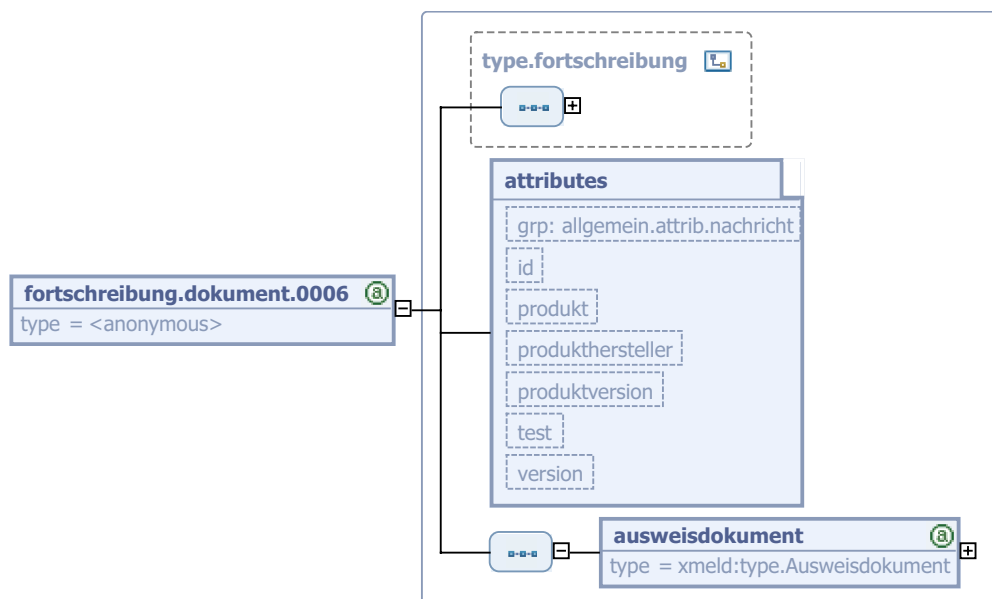 type.fortschreibung
attributes
grp: allgemein.attrib.nachricht
id
produkt
fortschreibung.dokument.0006
type = <anonymous>
produkthersteller
produktversion
test
version
ausweisdokument
type = xmeld:type.Ausweisdokument